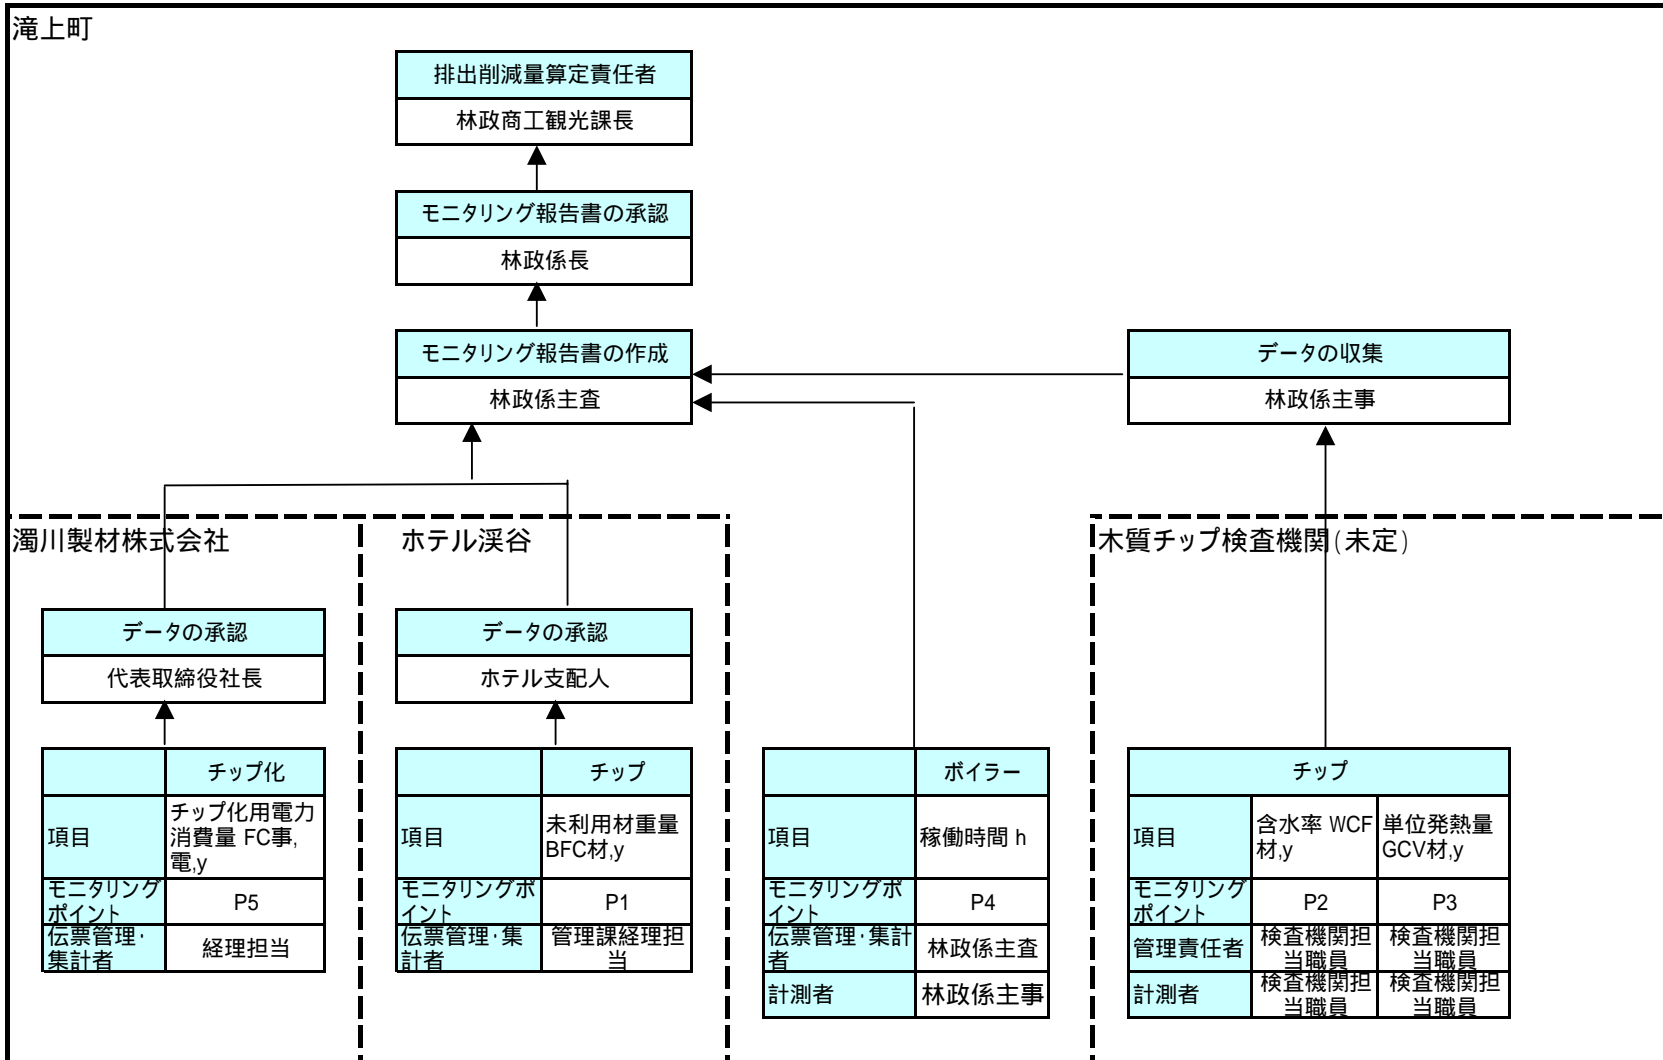 滝上町
排出削減量算定責任者
林政商工観光課長
モニタリング報告書の承認
林政係長
モニタリング報告書の作成
林政係主査
データの収集
林政係主事
濁川製材株式会社
ホテル渓谷
木質チップ検査機関(未定)
データの承認
代表取締役社長
データの承認
ホテル支配人
チップ化
項目
チップ化用電力
消費量 FC事,
電,y
モニタリング
ポイント
P5
伝票管理・
集計者
経理担当
チップ
項目
未利用材重量
BFC材,y
モニタリングポ
イント
P1
伝票管理・集
計者
管理課経理担
当
ボイラー
項目
稼働時間 h
モニタリングポ
イント
P4
伝票管理・集計
者
林政係主査
計測者
林政係主事
チップ
項目
含水率 WCF
材,y
単位発熱量
GCV材,y
モニタリング
ポイント
P2
P3
管理責任者
検査機関担
当職員
検査機関担
当職員
計測者
検査機関担
当職員
検査機関担
当職員